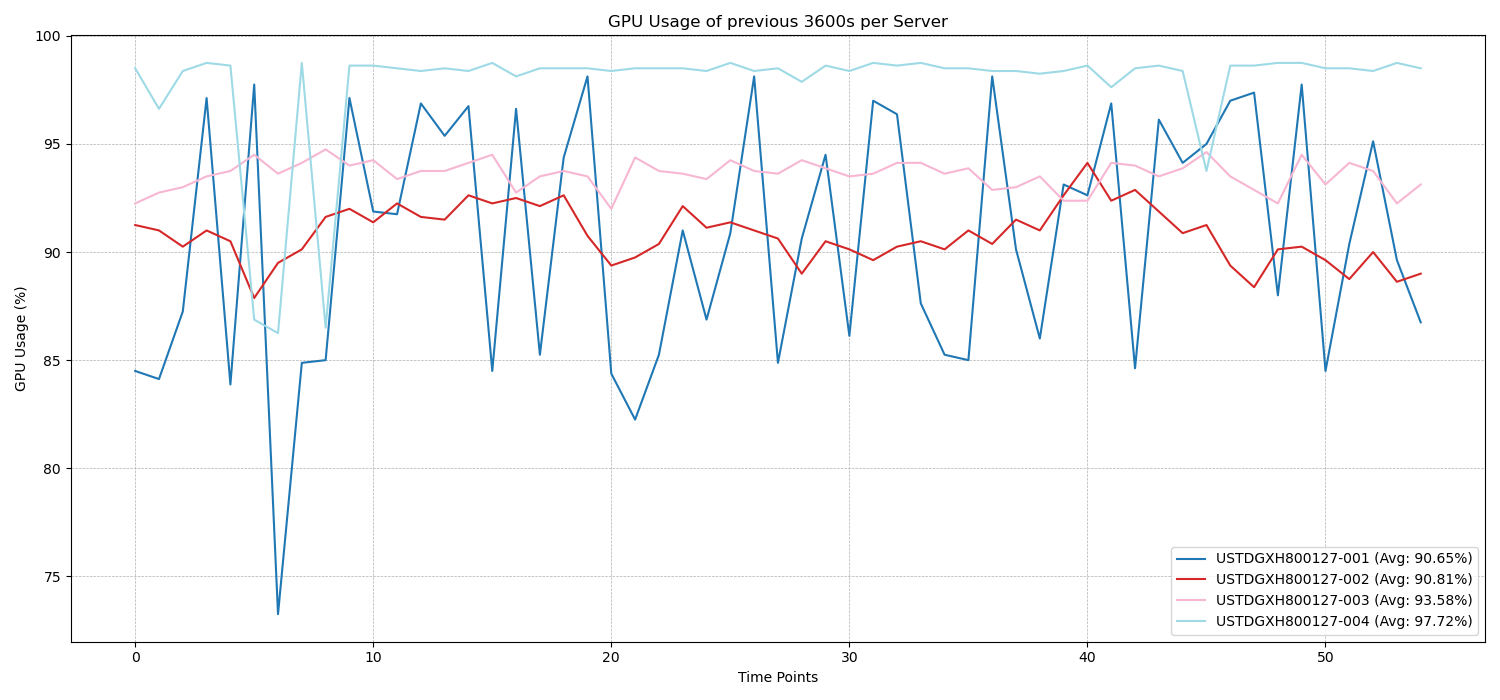 GPU Usage of previous 3600s per Server
100
95
90
85
80
75
GPU Usage (%)
0 10 20 30 40 50
Time Points
USTDGXH800127-001 (Avg: 90.65%)
USTDGXH800127-002 (Avg: 90.81%)
USTDGXH800127-003 (Avg: 93.58%)
USTDGXH800127-004 (Avg: 97.72%)